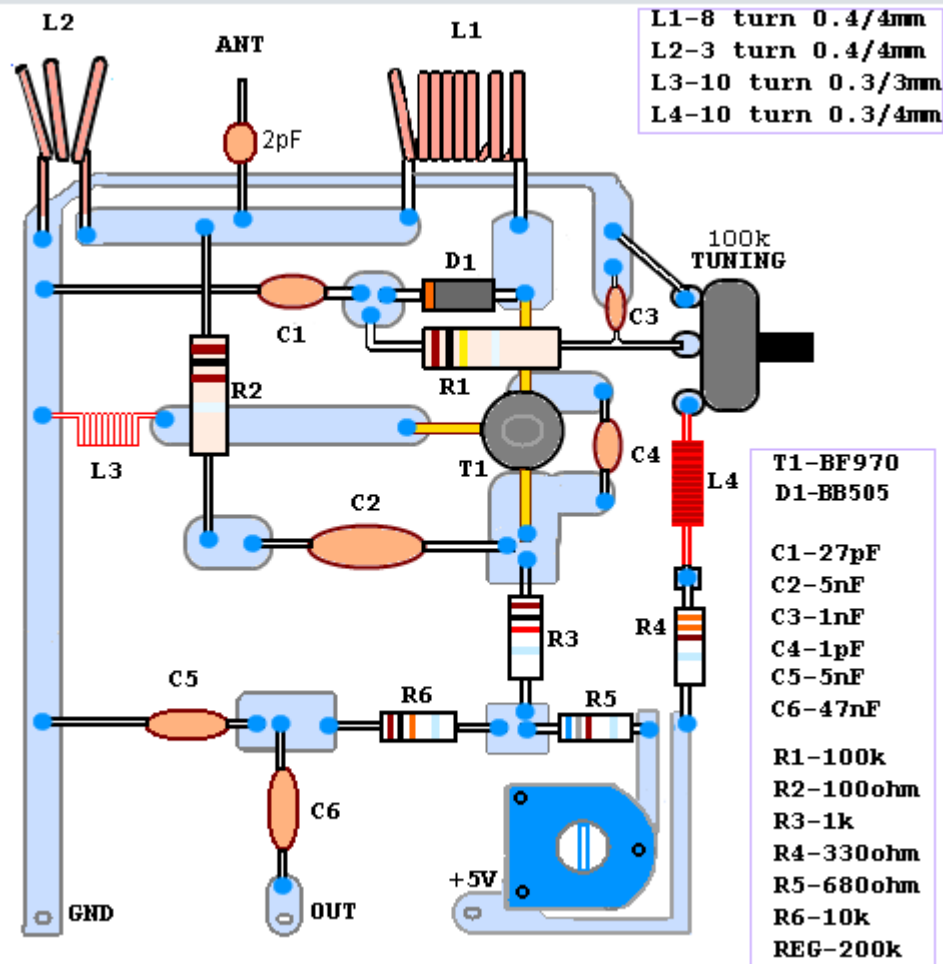 L2
ANT
L1
L1-8 turn 0.4/4mm
L2-3 turn 0.4/4mm
L3-10 turn 0.3/3mm
L4-10 turn 0.3/4mm
2pF
100k
TUNING
D1
C1
C3
R1
R2
L3
T1
C4
L4
C2
R3
R4
C5
R6
R5
C6
+5V
GND
OUT
T1-BF970
D1-BB505
C1-27pF
C2-5nF
C3-1nF
C4-1pF
C5-5nF
C6-47nF
R1-100k
R2-100ohm
R3-1k
R4-330ohm
R5-680ohm
R6-10k
REG-200k